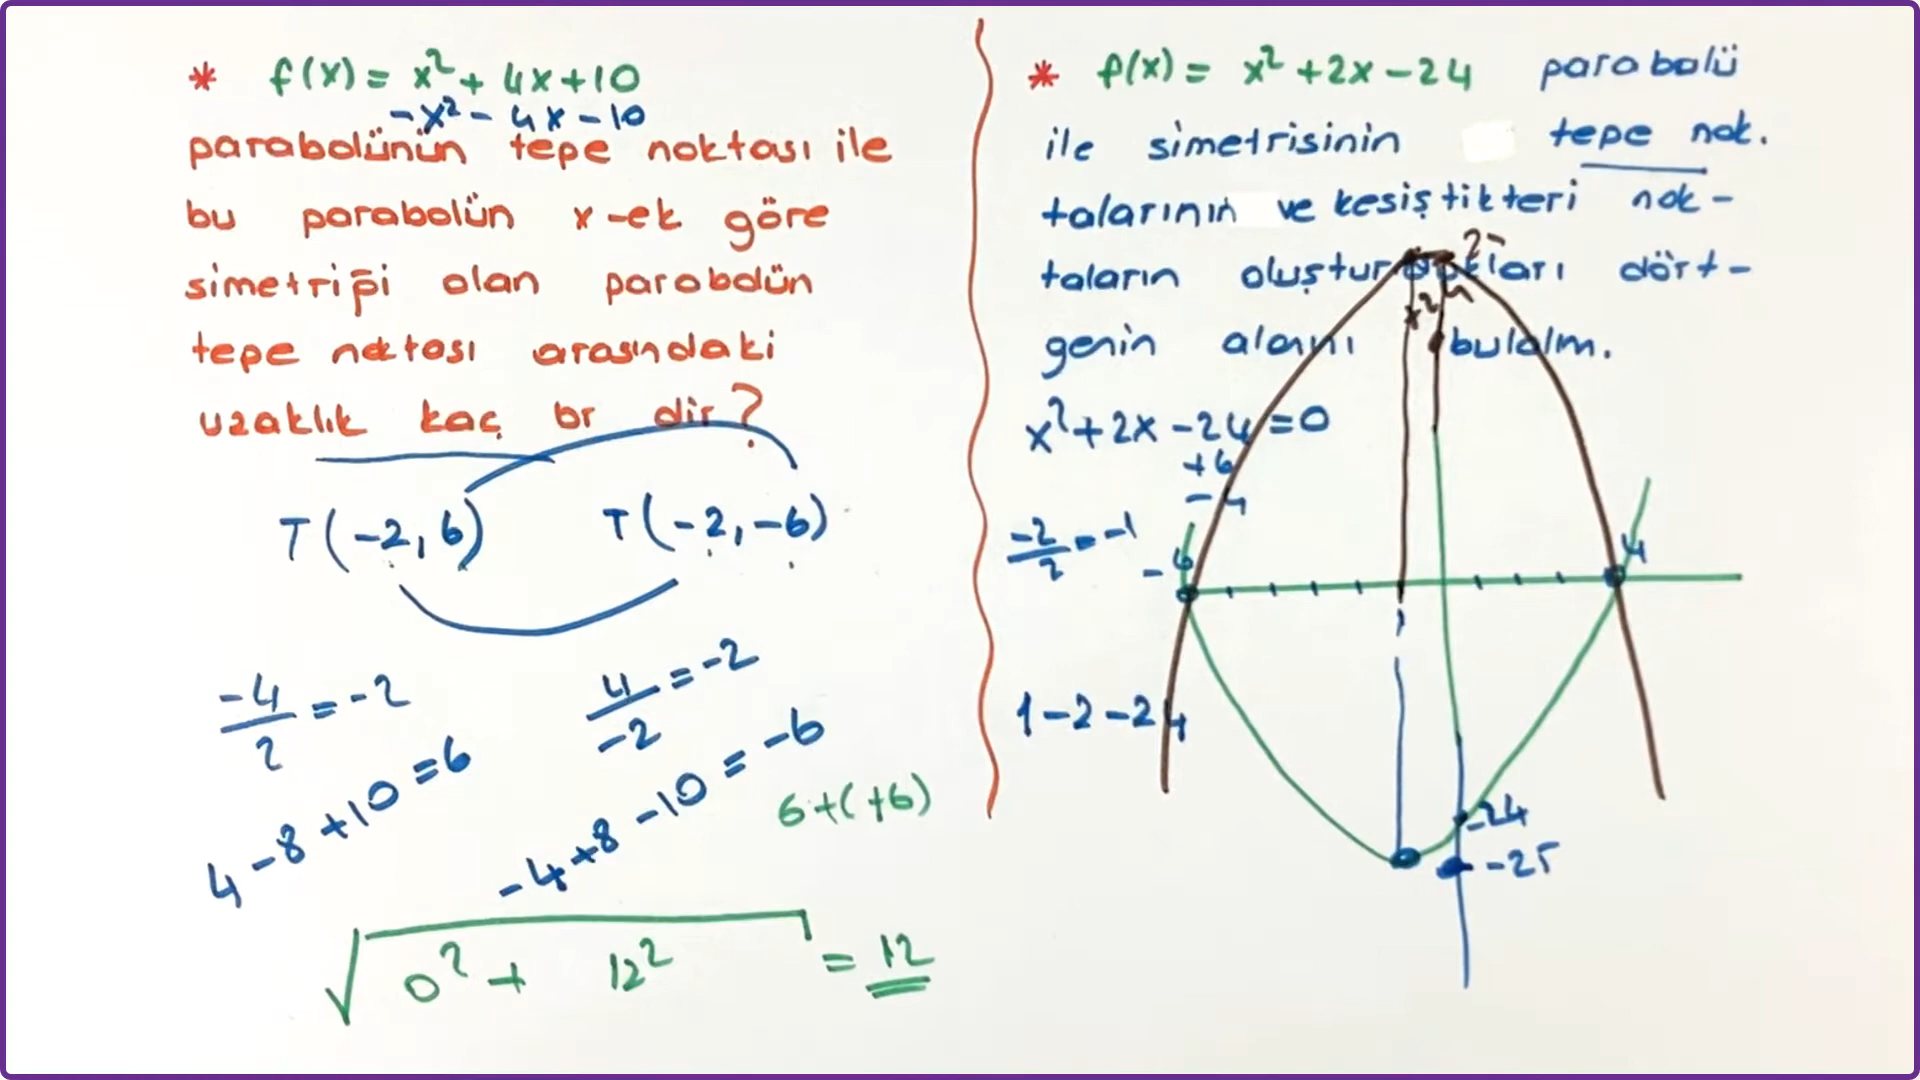 * f(x) = x² + 4x + 10
-x² - 4x - 10
parabolünün tepe noktası ile
bu parabolün x-ek göre
simetriği olan parabolün
tepe noktası arasındaki
uzaklık kaç br dir?
T(-2, 6) T(-2, -6)
-4/2 = -2
4 - 8 + 10 = 6
4/-2 = -2
-4 + 8 - 10 = -6
6 + (+6)
√(0² + 12²) = 12
* f(x) = x² + 2x - 24 parabolü
ile simetrisinin tepe nok.
talarının ve kesiştikleri nok-
taların oluşturdukları dört-
genin alanı bulalım.
25
+24
x² + 2x - 24 = 0
+6
-4
-2/2 = -1
-6
4
1 - 2 - 24
-24
-25